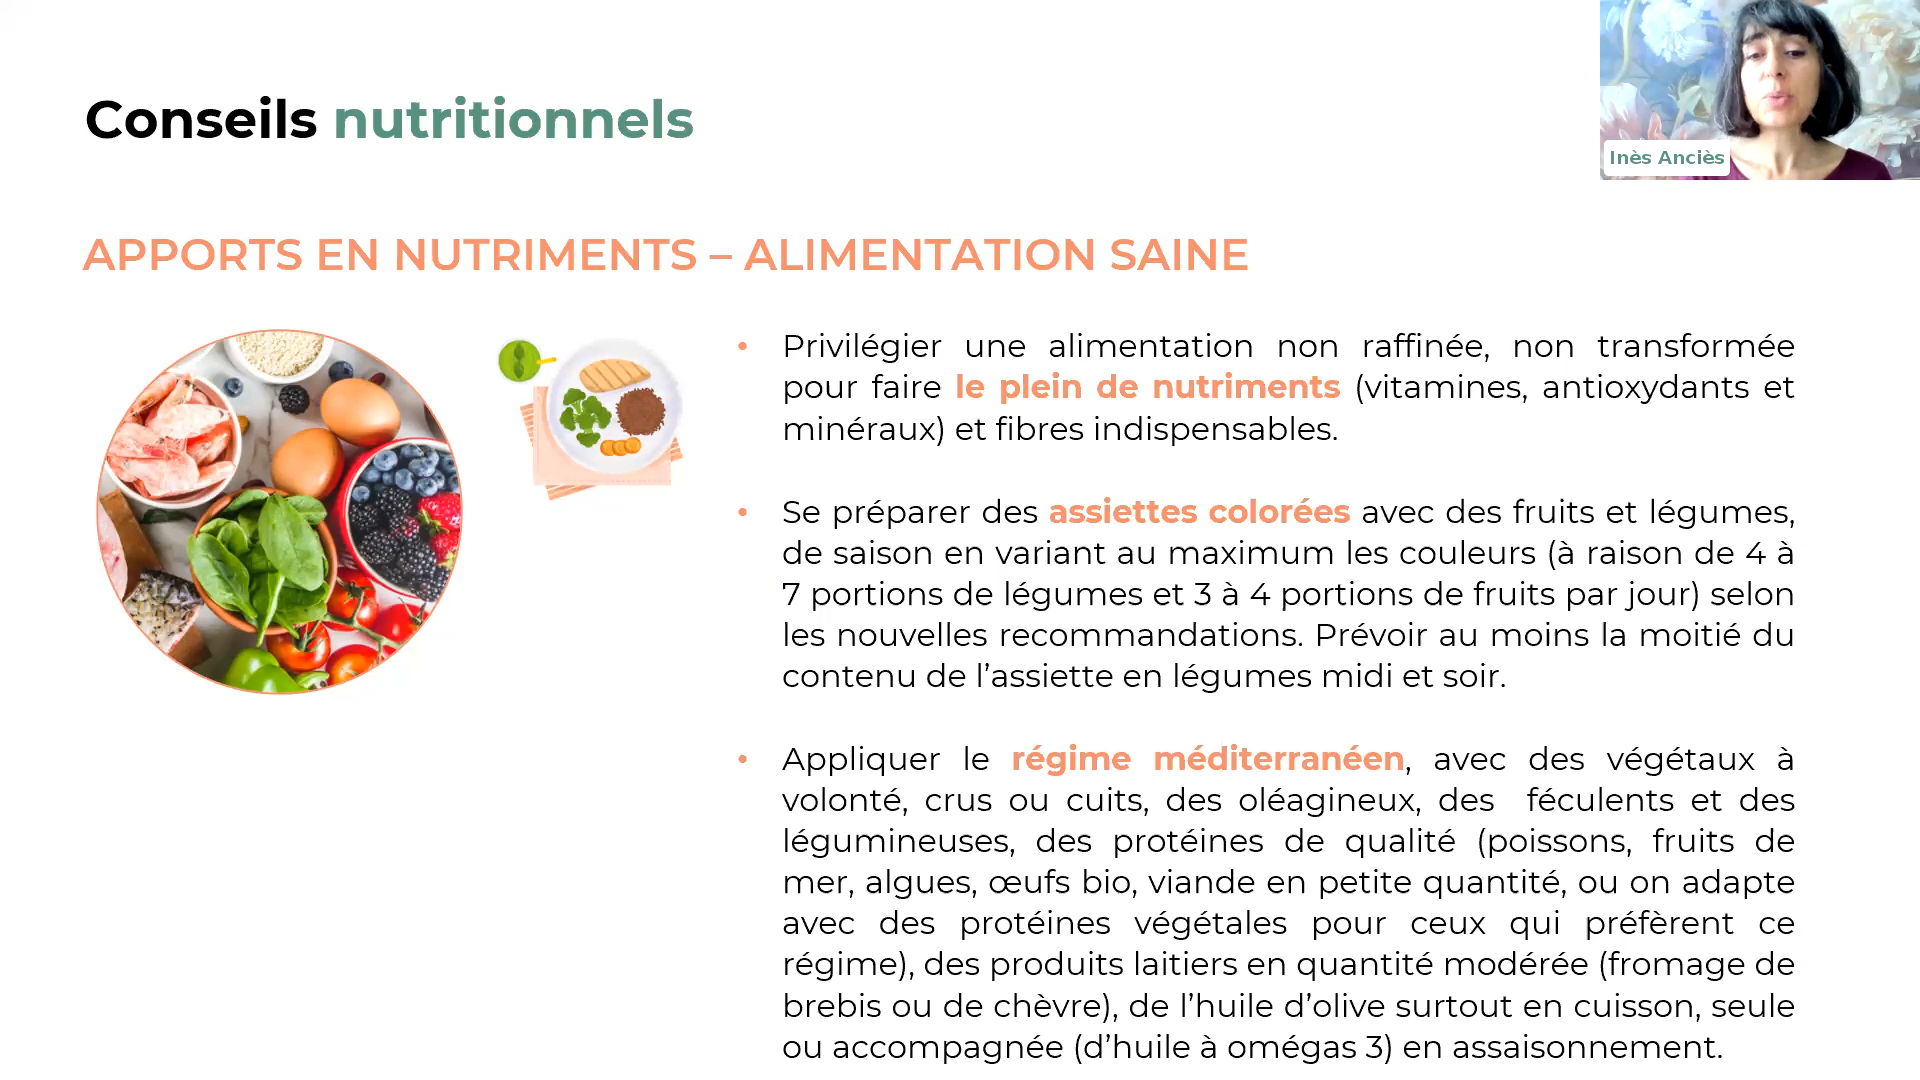 Conseils nutritionnels
Inès Anciès
APPORTS EN NUTRIMENTS – ALIMENTATION SAINE
• Privilégier une alimentation non raffinée, non transformée
pour faire le plein de nutriments (vitamines, antioxydants et
minéraux) et fibres indispensables.
• Se préparer des assiettes colorées avec des fruits et légumes,
de saison en variant au maximum les couleurs (à raison de 4 à
7 portions de légumes et 3 à 4 portions de fruits par jour) selon
les nouvelles recommandations. Prévoir au moins la moitié du
contenu de l’assiette en légumes midi et soir.
• Appliquer le régime méditerranéen, avec des végétaux à
volonté, crus ou cuits, des oléagineux, des féculents et des
légumineuses, des protéines de qualité (poissons, fruits de
mer, algues, œufs bio, viande en petite quantité, ou on adapte
avec des protéines végétales pour ceux qui préfèrent ce
régime), des produits laitiers en quantité modérée (fromage de
brebis ou de chèvre), de l’huile d’olive surtout en cuisson, seule
ou accompagnée (d’huile à omégas 3) en assaisonnement.